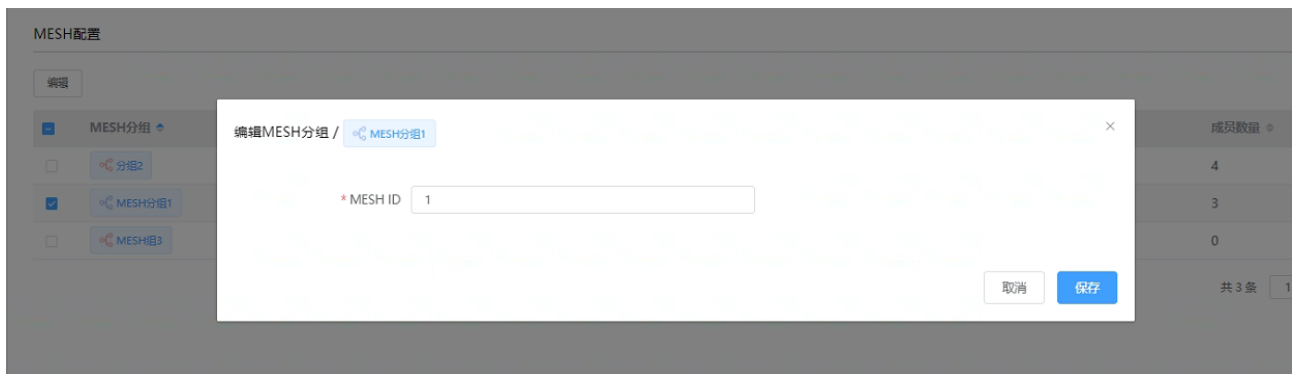 MESH配置
编辑
MESH分组
成员数量
编辑MESH分组 / MESH分组1
分组2
4
* MESH ID 1
MESH分组1
3
MESH组3
0
取消
保存
共 3 条
1